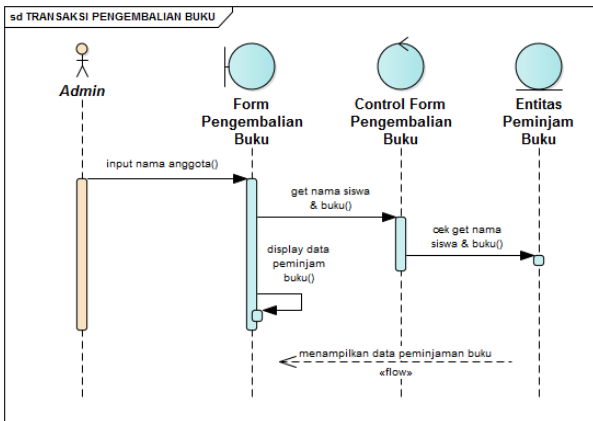 sd TRANSAKSI PENGEMBALIAN BUKU
Admin
Form
Pengembalian
Buku
Control Form
Pengembalian
Buku
Entitas
Peminjam
Buku
input nama anggota()
get nama siswa
& buku()
cek get nama
siswa & buku()
display data
peminjam
buku()
menampilkan data peminjaman buku
«flow»